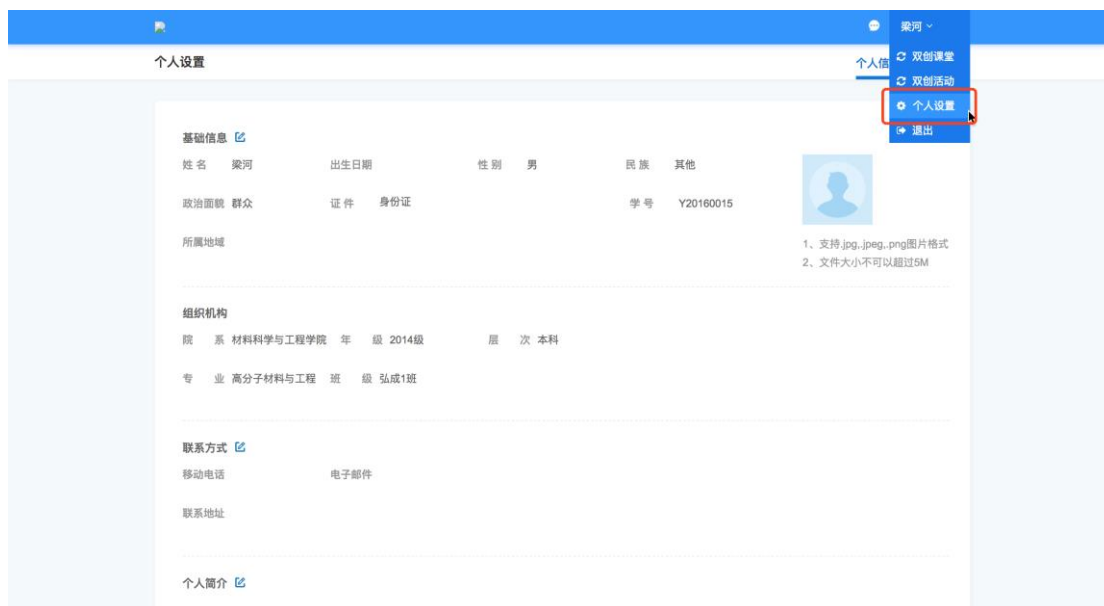 梁河
个人设置 个人信
双创课堂
双创活动
个人设置
退出
基础信息
姓 名 梁河 出生日期 性 别 男 民 族 其他
政治面貌 群众 证 件 身份证 学 号 Y20160015
所属地域
1、支持.jpg,.jpeg,.png图片格式
2、文件大小不可以超过5M
组织机构
院 系 材料科学与工程学院 年 级 2014级 层 次 本科
专 业 高分子材料与工程 班 级 弘成1班
联系方式
移动电话 电子邮件
联系地址
个人简介